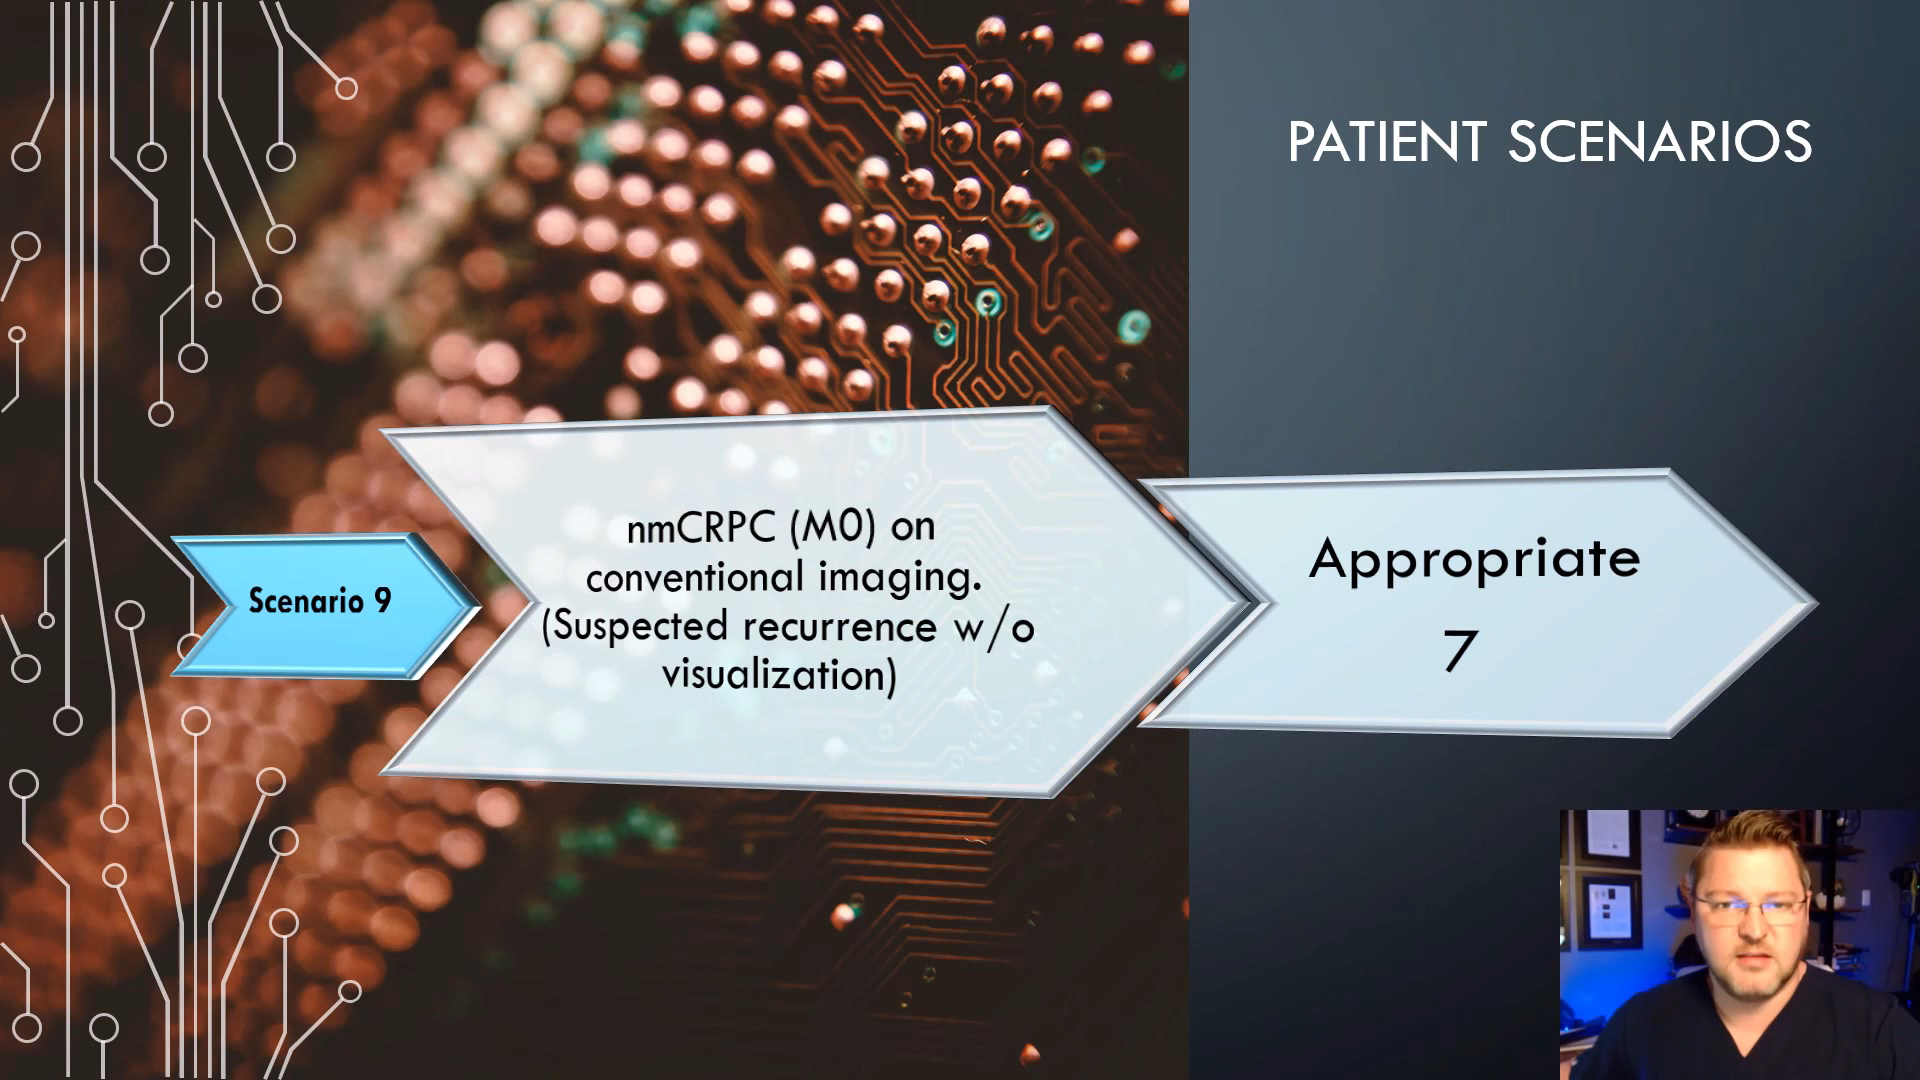 PATIENT SCENARIOS
Scenario 9
nmCRPC (M0) on
conventional imaging.
(Suspected recurrence w/o
visualization)
Appropriate
7